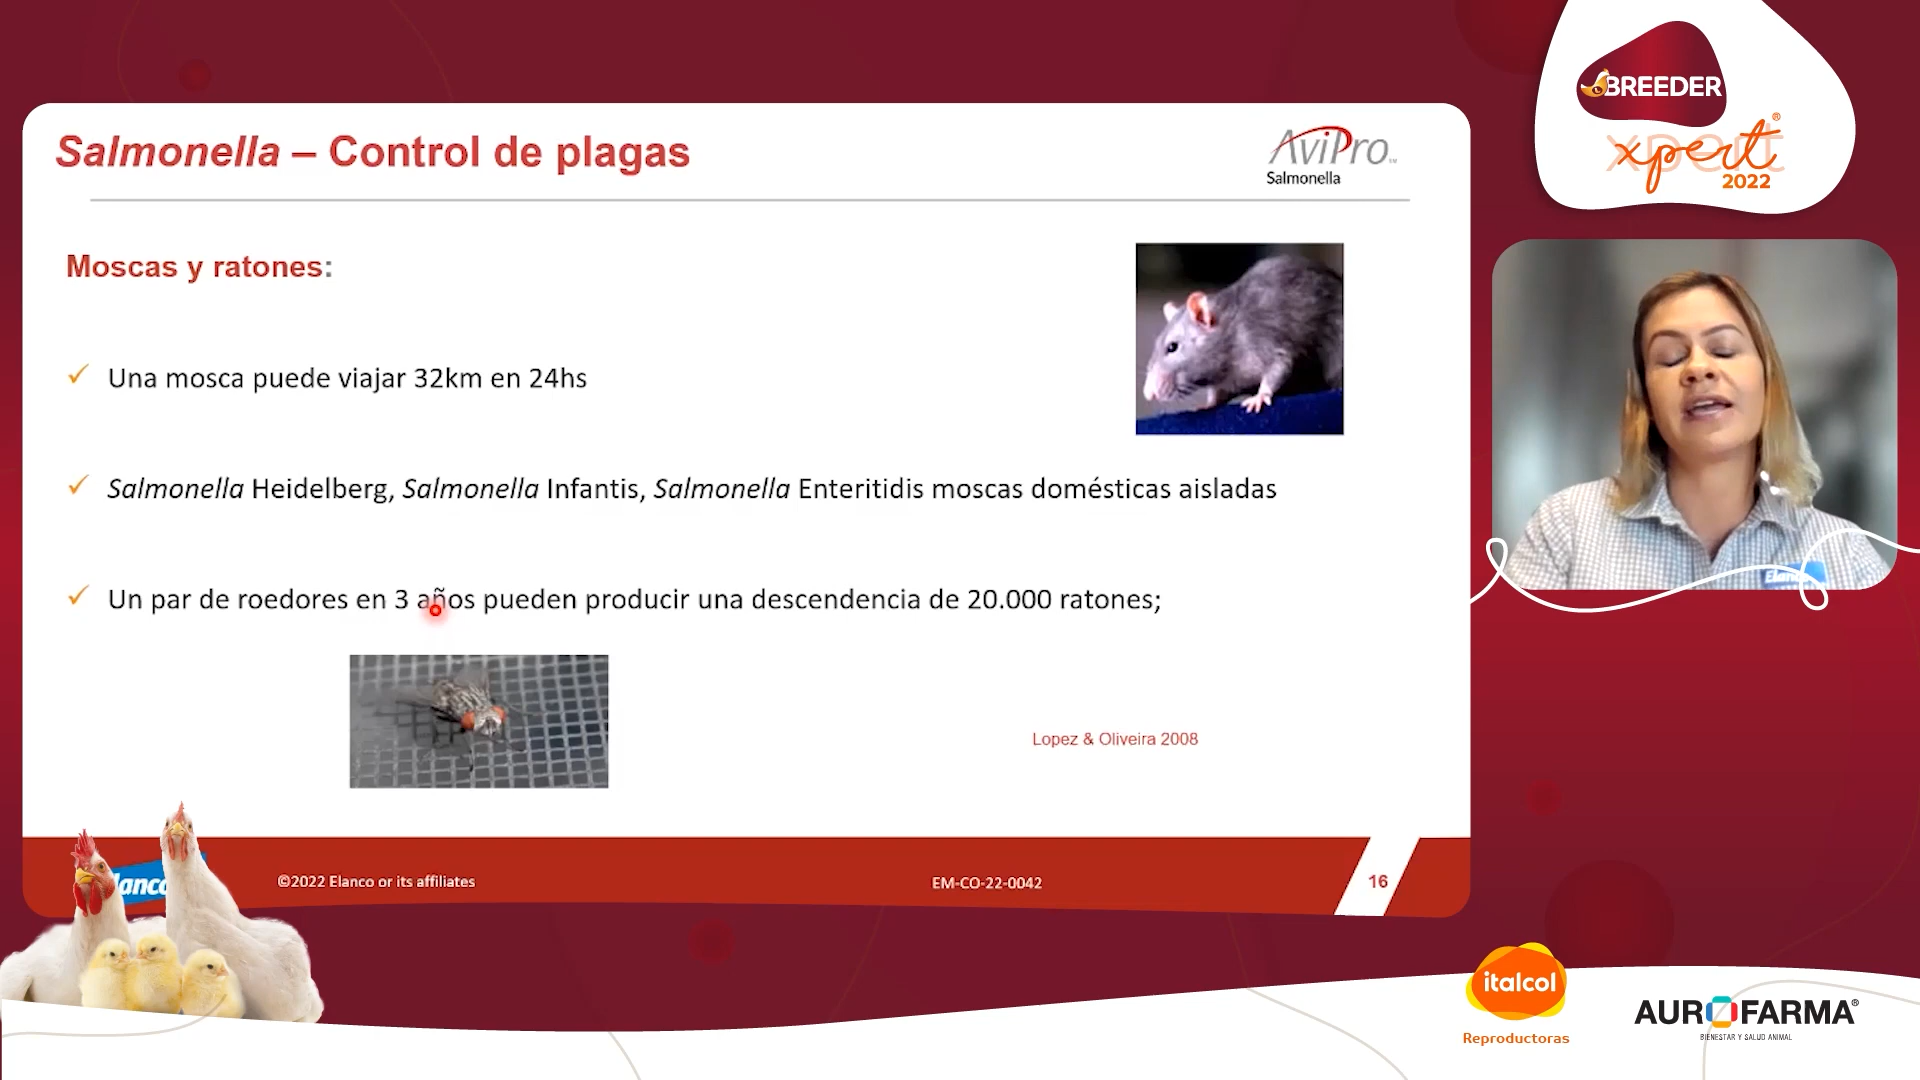 Salmonella – Control de plagas
AviPro™
Salmonella
Moscas y ratones:
✓ Una mosca puede viajar 32km en 24hs
✓ Salmonella Heidelberg, Salmonella Infantis, Salmonella Enteritidis moscas domésticas aisladas
✓ Un par de roedores en 3 años pueden producir una descendencia de 20.000 ratones;
Lopez & Oliveira 2008
©2022 Elanco or its affiliates
EM-CO-22-0042
16
BREEDER
xpert®
2022
Elanco
italcol
Reproductoras
AUROFARMA®
BIENESTAR Y SALUD ANIMAL